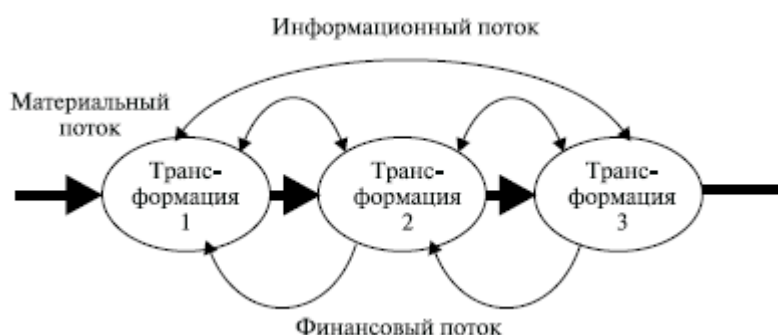 Информационный поток
Материальный
поток
Транс-
формация
1
Транс-
формация
2
Транс-
формация
3
Финансовый поток